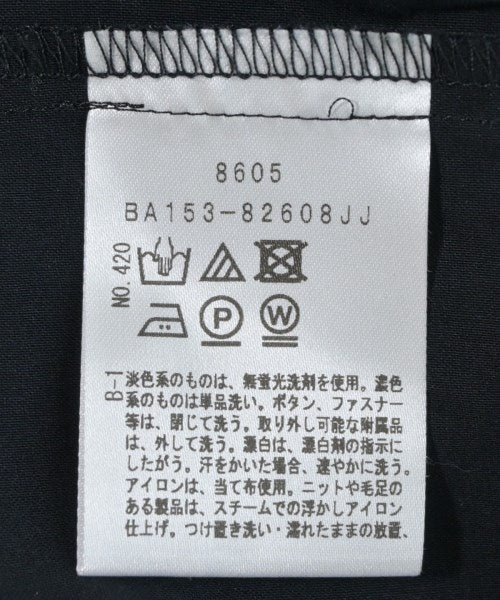 8605
BA153-82608JJ
NO. 420
P
W
B-1
淡色系のものは、無蛍光洗剤を使用。濃色
系のものは単品洗い。ボタン、ファスナー
等は、閉じて洗う。取り外し可能な附属品
は、外して洗う。漂白は、漂白剤の指示に
したがう。汗をかいた場合、速やかに洗う。
アイロンは、当て布使用。ニットや毛足の
ある製品は、スチームでの浮かしアイロン
仕上げ。つけ置き洗い・濡れたままの放置、